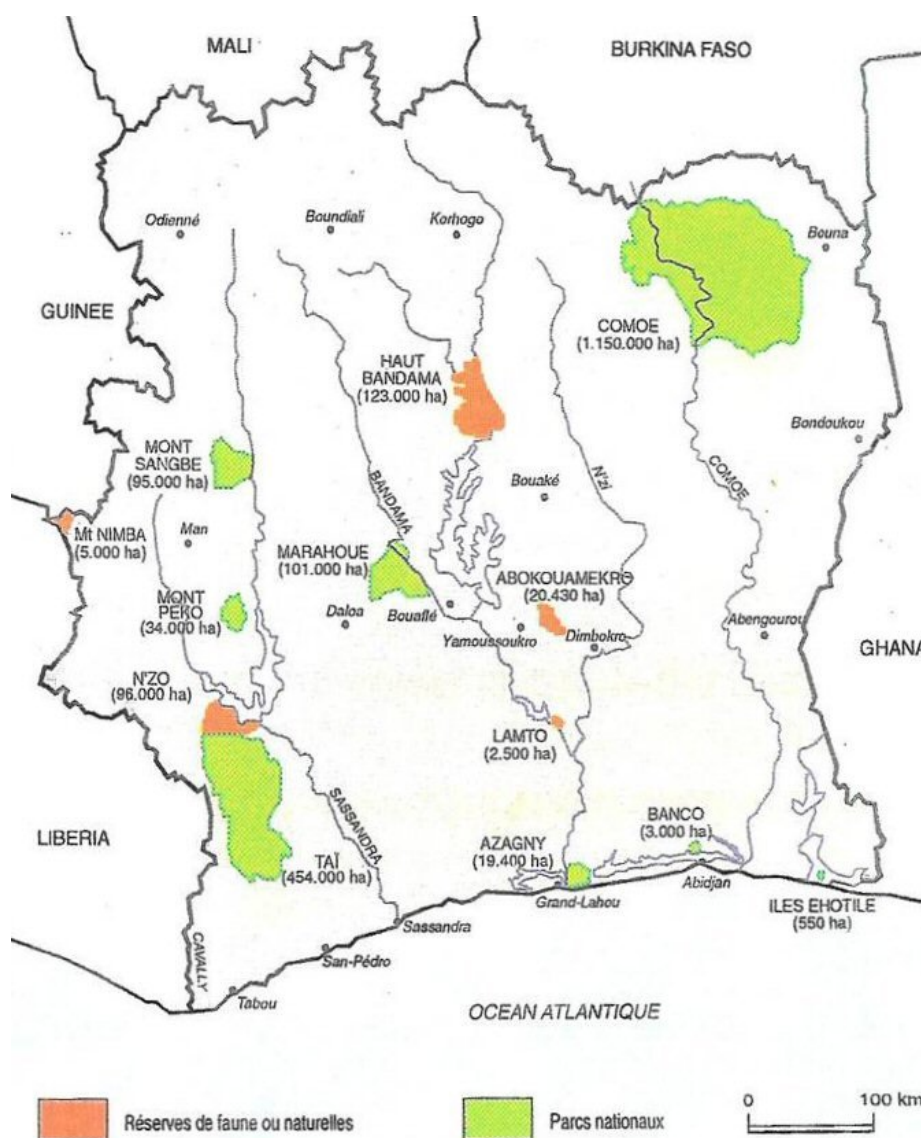 MALI
BURKINA FASO
Odienné
Boundiali
Korhogo
Bouna
GUINEE
COMOE
(1.150.000 ha)
HAUT
BANDAMA
(123.000 ha)
Bondoukou
MONT
SANGBE
(95.000 ha)
BANDAMA
Bouaké
N'zi
COMOE
Mt NIMBA
(5.000 ha)
Man
MARAHOUE
(101.000 ha)
ABOKOUAMEKRO
(20.430 ha)
MONT
PEKO
(34.000 ha)
Daloa
Bouaflé
Yamoussoukro
Dimbokro
Abengourou
GHANA
N'ZO
(96.000 ha)
LAMTO
(2.500 ha)
SASSANDRA
LIBERIA
TAÏ
(454.000 ha)
AZAGNY
(19.400 ha)
BANCO
(3.000 ha)
Grand-Lahou
Abidjan
ILES EHOTILE
(550 ha)
Sassandra
CAVALLY
San-Pédro
Tabou
OCEAN ATLANTIQUE
Réserves de faune ou naturelles
Parcs nationaux
0 100 km